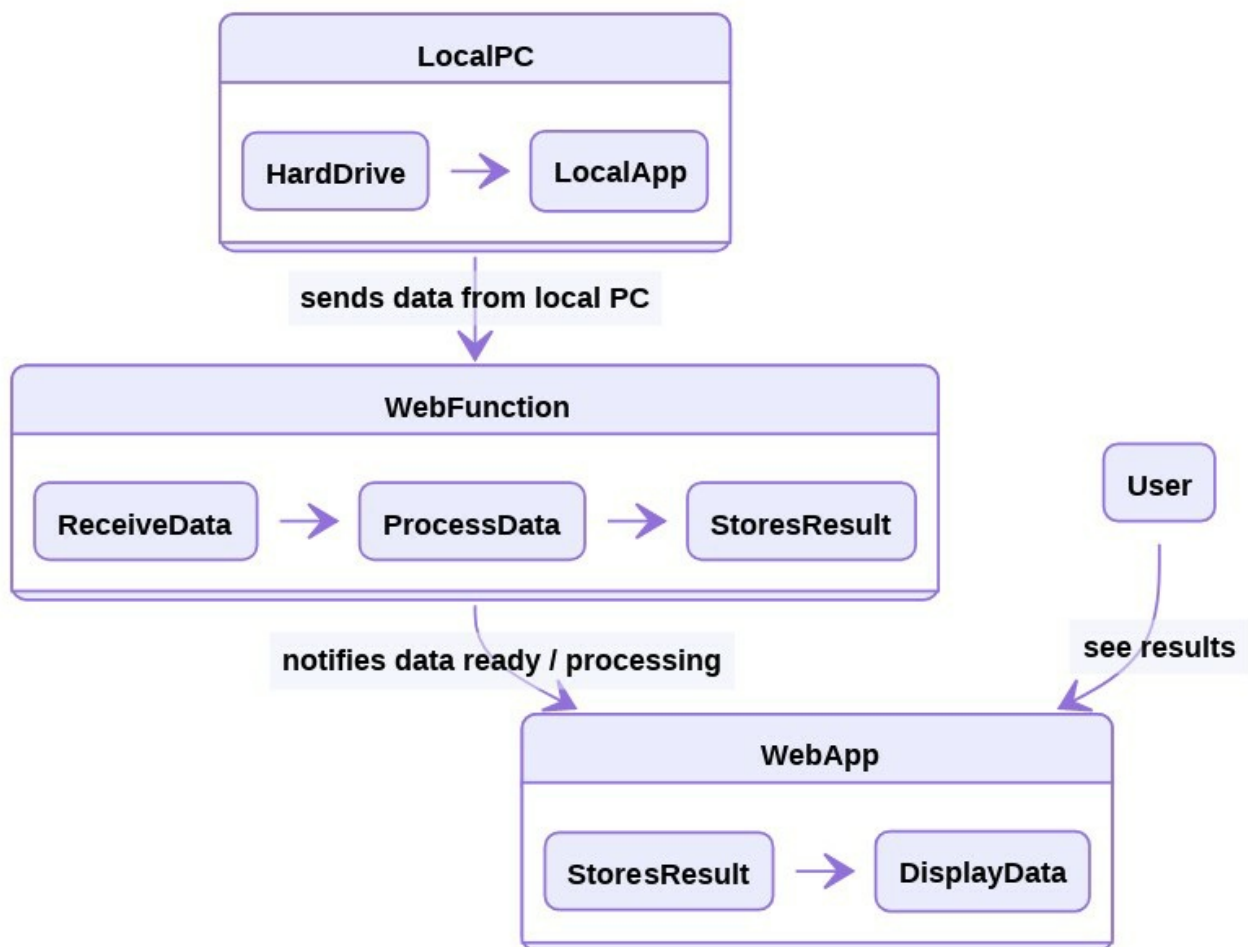 LocalPC
HardDrive
LocalApp
sends data from local PC
WebFunction
ReceiveData
ProcessData
StoresResult
User
notifies data ready / processing
see results
WebApp
StoresResult
DisplayData